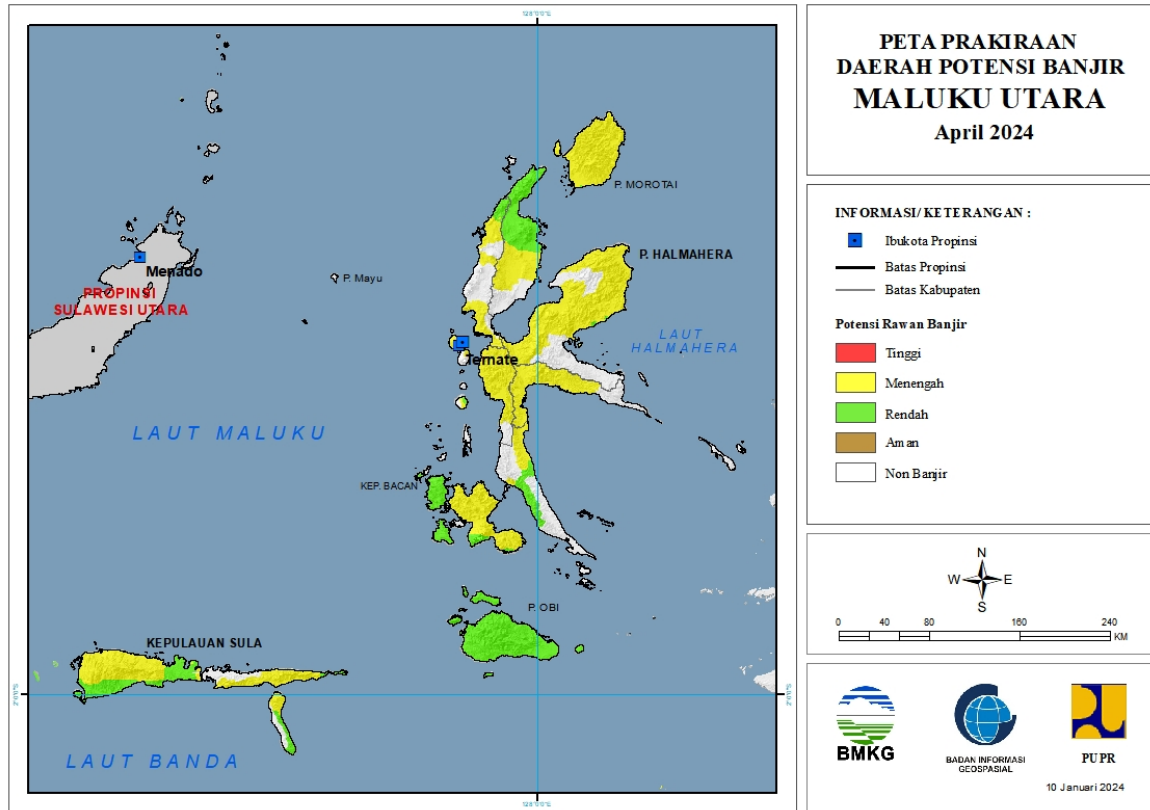 PETA PRAKIRAAN
DAERAH POTENSI BANJIR
MALUKU UTARA
April 2024
INFORMASI/ KETERANGAN :
Ibukota Propinsi
Batas Propinsi
Batas Kabupaten
Potensi Rawan Banjir
Tinggi
Menengah
Rendah
Aman
Non Banjir
N
W E
S
0 40 80 160 240
KM
BMKG
BADAN INFORMASI
GEOSPASIAL
PUPR
10 Januari 2024
P. MOROTAI
P. HALMAHERA
Menado
P. Mayu
PROPINSI
SULAWESI UTARA
LAUT
HALMAHERA
Ternate
LAUT MALUKU
KEP. BACAN
P. OBI
KEPULAUAN SULA
LAUT BANDA